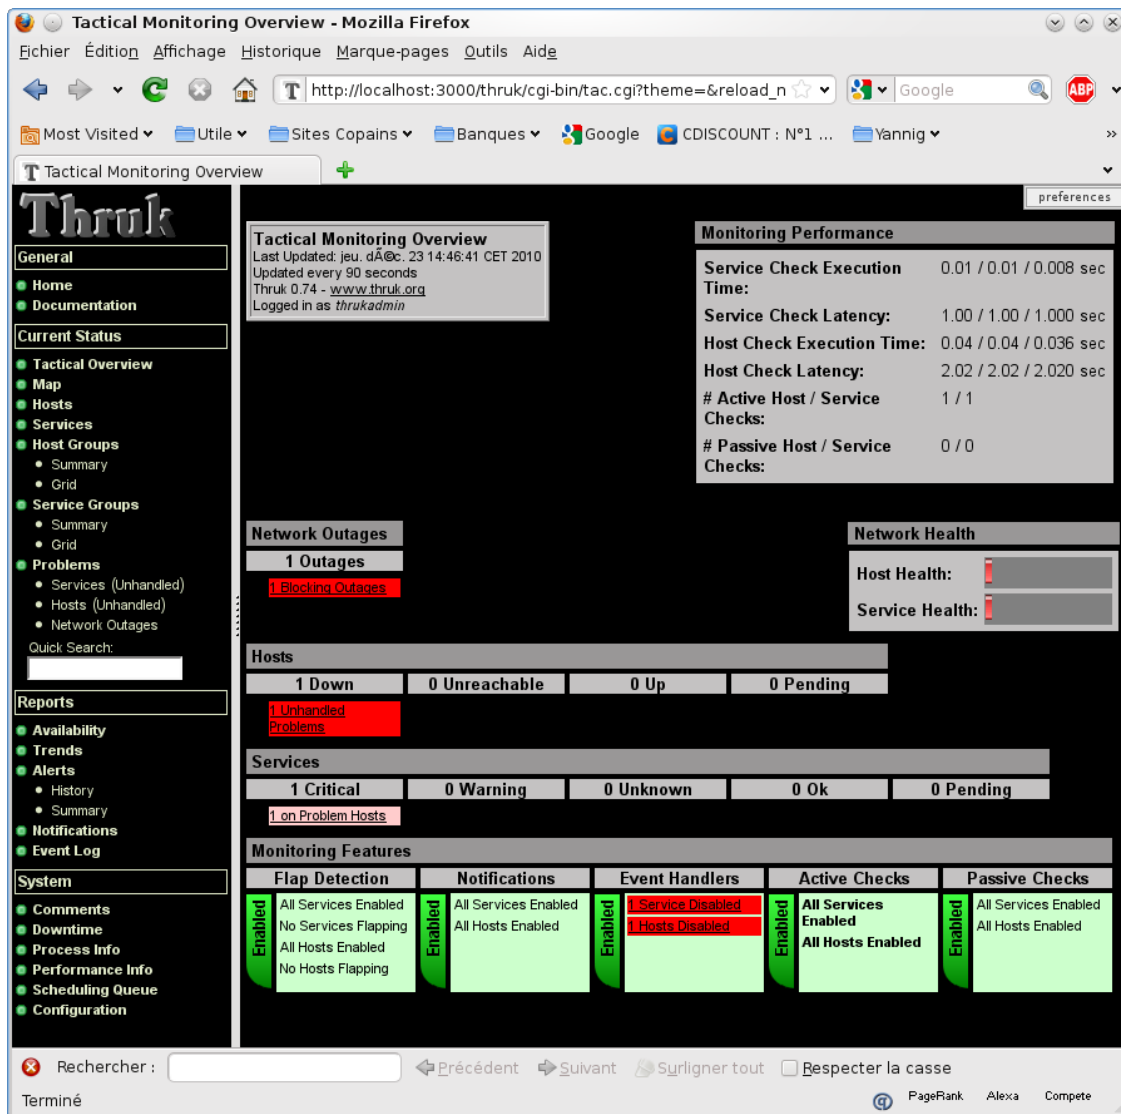 Tactical Monitoring Overview - Mozilla Firefox
Fichier Édition Affichage Historique Marque-pages Outils Aide
http://localhost:3000/thruk/cgi-bin/tac.cgi?theme=&reload_n
Google
ABP
Most Visited Utile Sites Copains Banques Google CDISCOUNT : N°1 ... Yannig »
Tactical Monitoring Overview
Thruk
General
Home
Documentation
Current Status
Tactical Overview
Map
Hosts
Services
Host Groups
Summary
Grid
Service Groups
Summary
Grid
Problems
Services (Unhandled)
Hosts (Unhandled)
Network Outages
Quick Search:
Reports
Availability
Trends
Alerts
History
Summary
Notifications
Event Log
System
Comments
Downtime
Process Info
Performance Info
Scheduling Queue
Configuration
preferences
Tactical Monitoring Overview
Last Updated: jeu. dÃ©c. 23 14:46:41 CET 2010
Updated every 90 seconds
Thruk 0.74 - www.thruk.org
Logged in as thrukadmin
Monitoring Performance
Service Check Execution Time: 0.01 / 0.01 / 0.008 sec
Service Check Latency: 1.00 / 1.00 / 1.000 sec
Host Check Execution Time: 0.04 / 0.04 / 0.036 sec
Host Check Latency: 2.02 / 2.02 / 2.020 sec
# Active Host / Service Checks: 1 / 1
# Passive Host / Service Checks: 0 / 0
Network Outages
1 Outages
1 Blocking Outages
Network Health
Host Health:
Service Health:
Hosts
1 Down 0 Unreachable 0 Up 0 Pending
1 Unhandled
Problems
Services
1 Critical 0 Warning 0 Unknown 0 Ok 0 Pending
1 on Problem Hosts
Monitoring Features
Flap Detection Notifications Event Handlers Active Checks Passive Checks
Enabled
All Services Enabled
No Services Flapping
All Hosts Enabled
No Hosts Flapping
Enabled
All Services Enabled
All Hosts Enabled
Enabled
1 Service Disabled
1 Hosts Disabled
Enabled
All Services
Enabled
All Hosts Enabled
Enabled
All Services Enabled
All Hosts Enabled
Rechercher : Précédent Suivant Surligner tout Respecter la casse
Terminé PageRank Alexa Compete